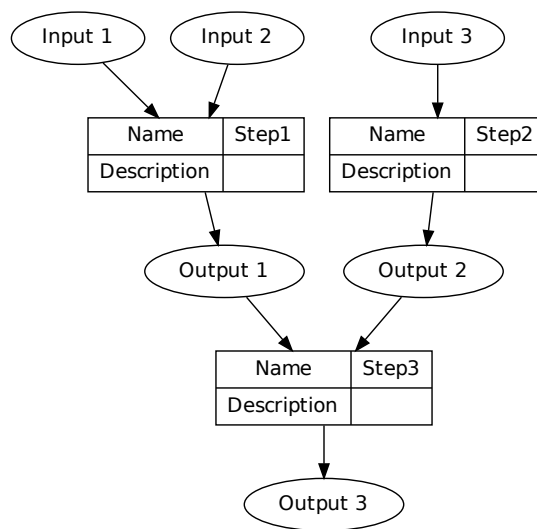 Input 1
Input 2
Input 3
Name Step1
Description
Name Step2
Description
Output 1
Output 2
Name Step3
Description
Output 3